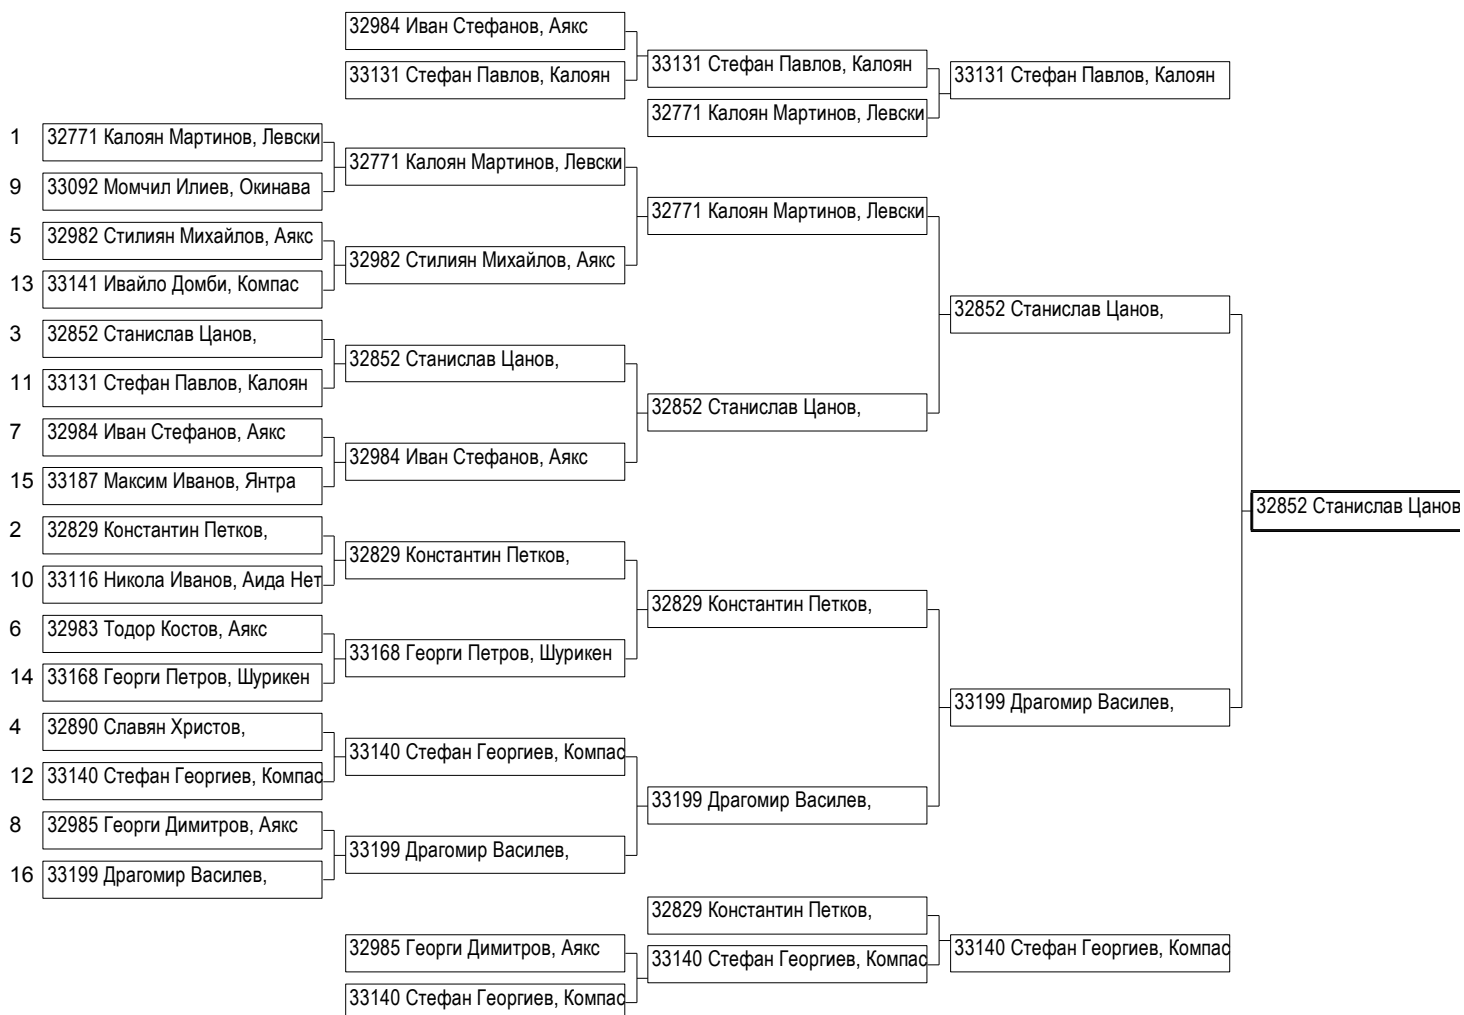 32984 Иван Стефанов, Аякс
33131 Стефан Павлов, Калоян
33131 Стефан Павлов, Калоян
33131 Стефан Павлов, Калоян
32771 Калоян Мартинов, Левски
1 32771 Калоян Мартинов, Левски
32771 Калоян Мартинов, Левски
9 33092 Момчил Илиев, Окинава
32771 Калоян Мартинов, Левски
5 32982 Стилиян Михайлов, Аякс
32982 Стилиян Михайлов, Аякс
13 33141 Ивайло Домби, Компас
32852 Станислав Цанов,
3 32852 Станислав Цанов,
32852 Станислав Цанов,
11 33131 Стефан Павлов, Калоян
32852 Станислав Цанов,
7 32984 Иван Стефанов, Аякс
32984 Иван Стефанов, Аякс
15 33187 Максим Иванов, Янтра
32852 Станислав Цанов
2 32829 Константин Петков,
32829 Константин Петков,
10 33116 Никола Иванов, Аида Нет
32829 Константин Петков,
6 32983 Тодор Костов, Аякс
33168 Георги Петров, Шурикен
14 33168 Георги Петров, Шурикен
33199 Драгомир Василев,
4 32890 Славян Христов,
33140 Стефан Георгиев, Компас
12 33140 Стефан Георгиев, Компас
33199 Драгомир Василев,
8 32985 Георги Димитров, Аякс
33199 Драгомир Василев,
16 33199 Драгомир Василев,
32829 Константин Петков,
32985 Георги Димитров, Аякс
33140 Стефан Георгиев, Компас
33140 Стефан Георгиев, Компас
33140 Стефан Георгиев, Компас